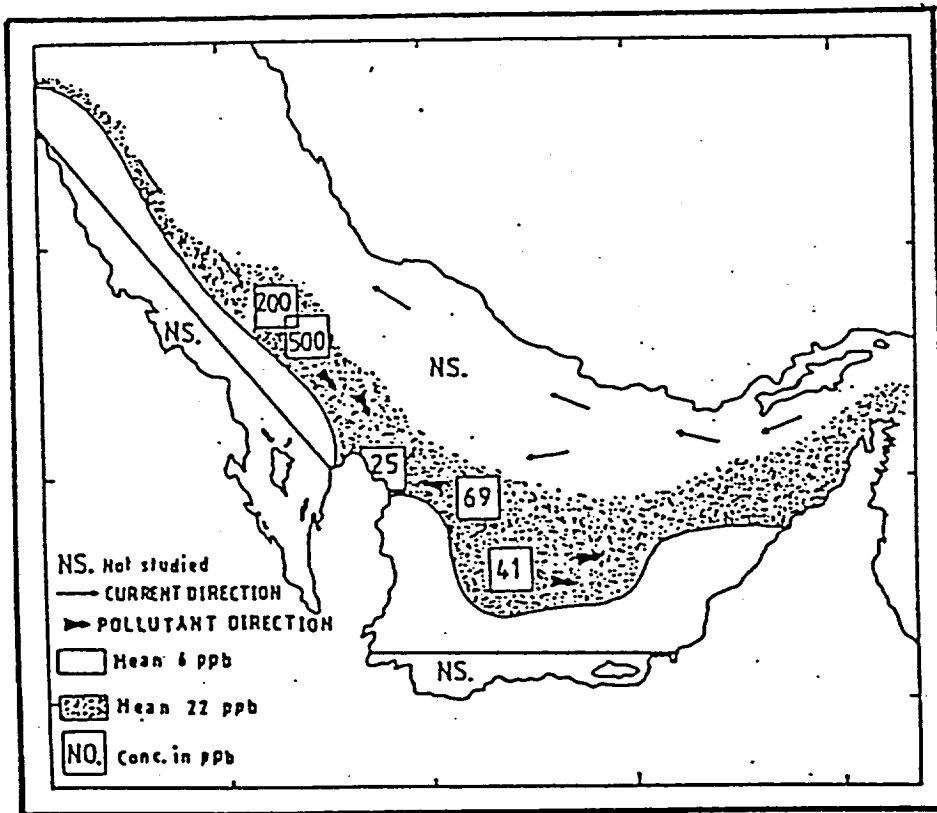 200
500
NS.
NS.
25
69
41
NS.
NS. Not studied
CURRENT DIRECTION
POLLUTANT DIRECTION
Mean 6 ppb
Mean 22 ppb
NO. Conc. in ppb